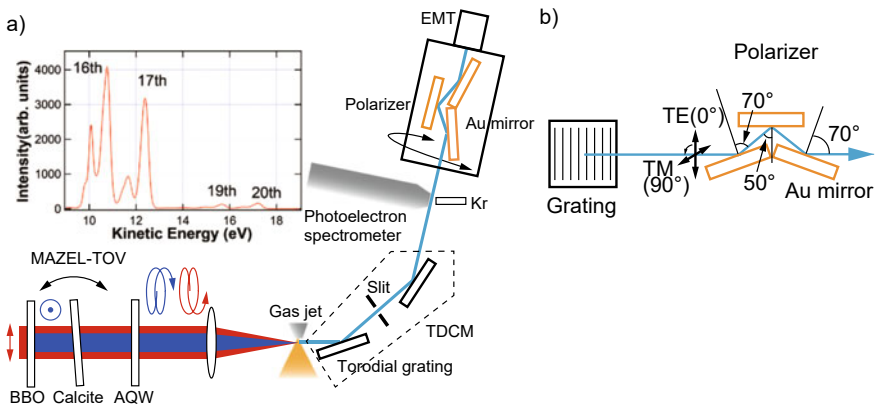 a)
EMT
16th
17th
19th
20th
4000
3000
2000
1000
0
10
12
14
16
18
Intensity(arb. units)
Kinetic Energy (eV)
Polarizer
Au mirror
Photoelectron
spectrometer
Kr
MAZEL-TOV
Gas jet
Slit
TDCM
Torodial grating
BBO
Calcite
AQW
b)
Polarizer
TE(0°)
70°
70°
TM
(90°)
50°
Grating
Au mirror